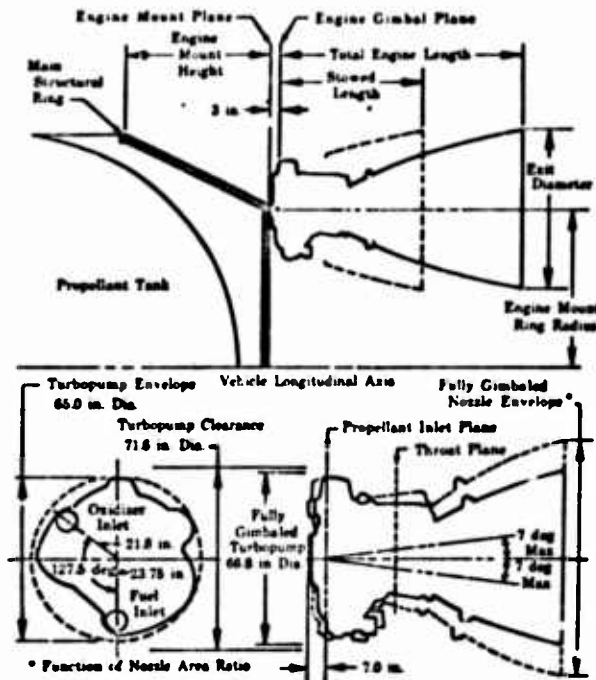 Engine Mount Plane
Engine Gimbal Plane
Engine
Mount
Height
Total Engine Length
Stowed
Length
Main
Structural
Ring
3 in.
Exit
Diameter
Propellant Tank
Engine Mount
Ring Radius
Vehicle Longitudinal Axis
Turbopump Envelope
65.0 in. Dia.
Fully Gimbaled
Nozzle Envelope*
Turbopump Clearance
71.6 in. Dia.
Propellant Inlet Plane
Throat Plane
Oxidizer
Inlet
21.8 in.
127.5 deg
23.75 in
Fuel
Inlet
Fully
Gimbaled
Turbopump
66.8 in Dia.
7 deg
Max
7 deg
Max
* Function of Nozzle Area Ratio
7.0 in.